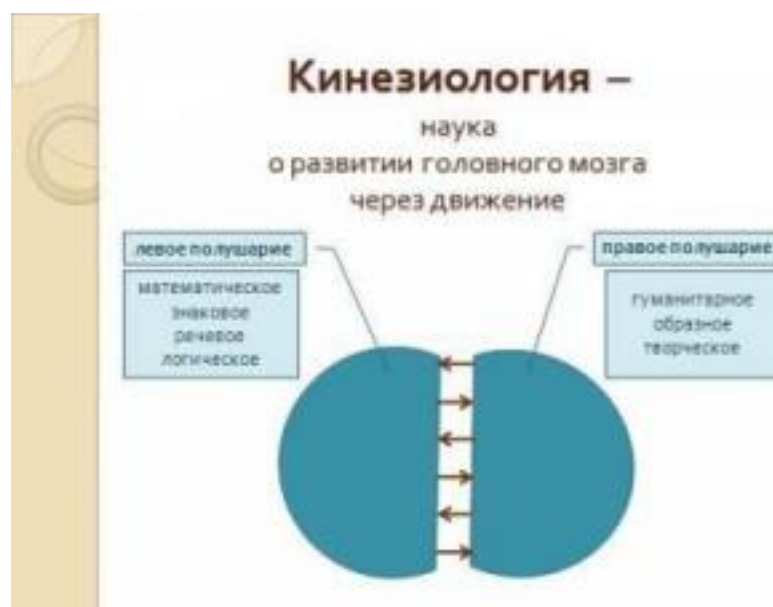 Кинезиология –
наука
о развитии головного мозга
через движение
левое полушарие
математическое
знаковое
речевое
логическое
правое полушарие
гуманитарное
образное
творческое